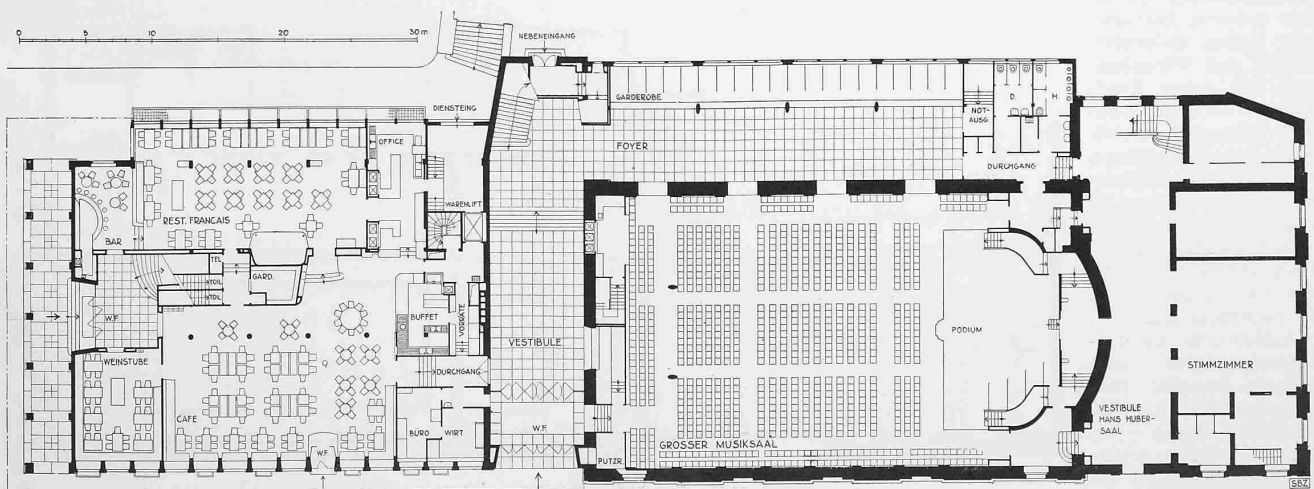 0 5 10 20 30 m
NEBENEINGANG
DIENSTEING
GARDEROBE
D
H
NOT-
AUSG.
OFFICE
FOYER
DURCHGANG
WARENLIFT
REST. FRANCAIS
BAR
TEL
GARD.
TOIL
TOIL
W.F.
BUFFET
VORRÄTE
VESTIBULE
PODIUM
WEINSTUBE
DURCHGANG
STIMMZIMMER
CAFE
BÜRO
WIRT
W.F.
VESTIBULE
HANS HUBER-
SAAL
W.F.
GROSSER MUSIKSAAL
PUTZR.
SBZ